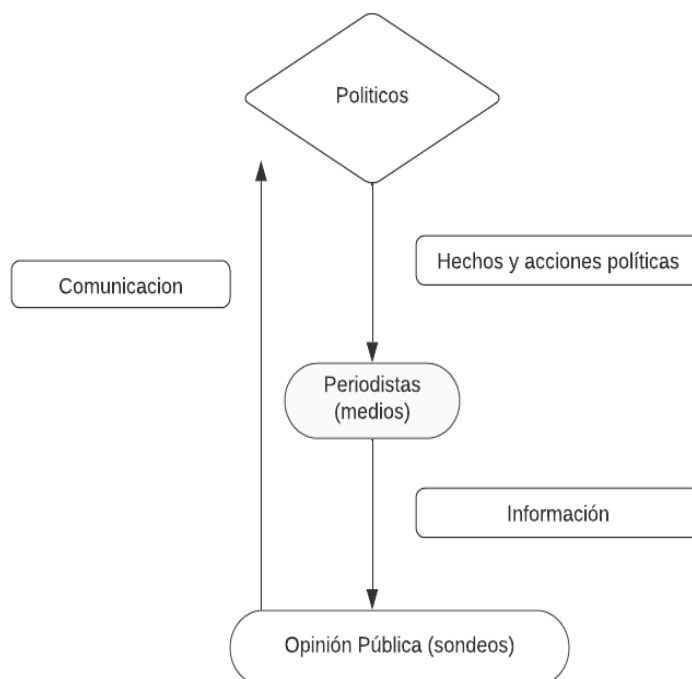 Politicos
Comunicacion
Hechos y acciones políticas
Periodistas
(medios)
Información
Opinión Pública (sondeos)